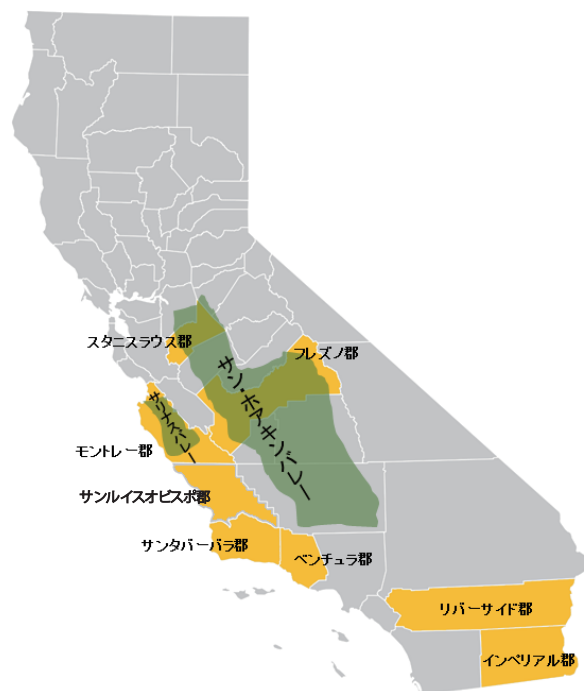 スタニスラウス郡
フレズノ郡
サン・ホアキンバレー
サリナスバレー
モントレー郡
サンルイスオビスポ郡
サンタバーバラ郡
ベンチュラ郡
リバーサイド郡
インペリアル郡